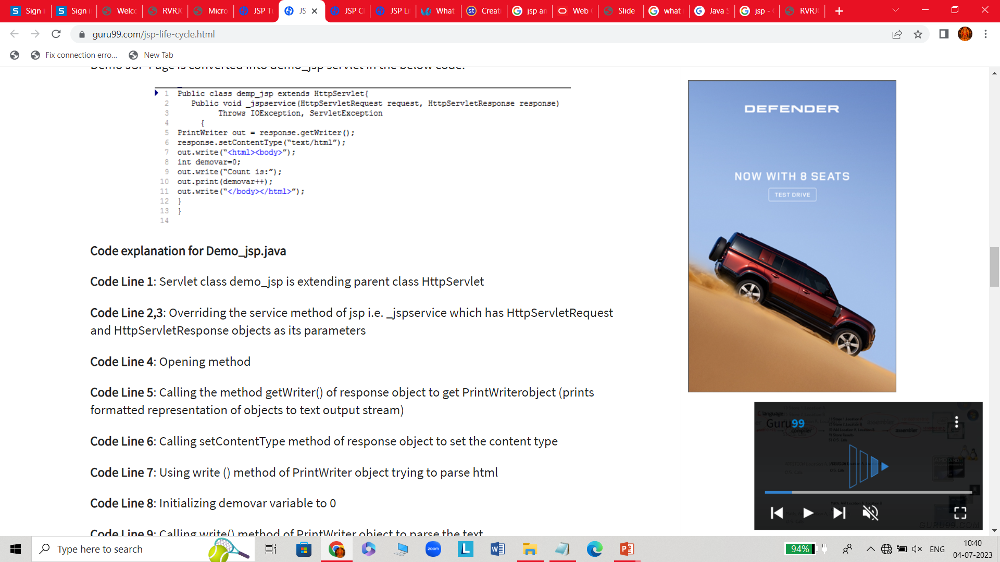 Sign i
Sign i
Welc
RVRJ
Micro
JSP Tu
JS
JSP C
JSP Li
What
Creat
jsp an
Web
Slide
what
Java S
jsp -
RVRJ
guru99.com/jsp-life-cycle.html
Fix connection erro...
New Tab
Demo JSP Page is converted into demo_jsp servlet in the below code.
1 Public class demp_jsp extends HttpServlet{
2 Public void _jspservice(HttpServletRequest request, HttpServletResponse response)
3 Throws IOException, ServletException
4 {
5 PrintWriter out = response.getWriter();
6 response.setContentType(“text/html”);
7 out.write(“<html><body>”);
8 int demovar=0;
9 out.write(“Count is:”);
10 out.print(demovar++);
11 out.write(“</body></html>”);
12 }
13 }
14
Code explanation for Demo_jsp.java
Code Line 1: Servlet class demo_jsp is extending parent class HttpServlet
Code Line 2,3: Overriding the service method of jsp i.e. _jspservice which has HttpServletRequest
and HttpServletResponse objects as its parameters
Code Line 4: Opening method
Code Line 5: Calling the method getWriter() of response object to get PrintWriterobject (prints
formatted representation of objects to text output stream)
Code Line 6: Calling setContentType method of response object to set the content type
Code Line 7: Using write () method of PrintWriter object trying to parse html
Code Line 8: Initializing demovar variable to 0
Code Line 9: Calling write() method of PrintWriter object to parse the text
DEFENDER
NOW WITH 8 SEATS
TEST DRIVE
Guru99
compiler
assembler
assembler
GURU99.COM
Type here to search
zoom
94%
ENG
10:40
04-07-2023